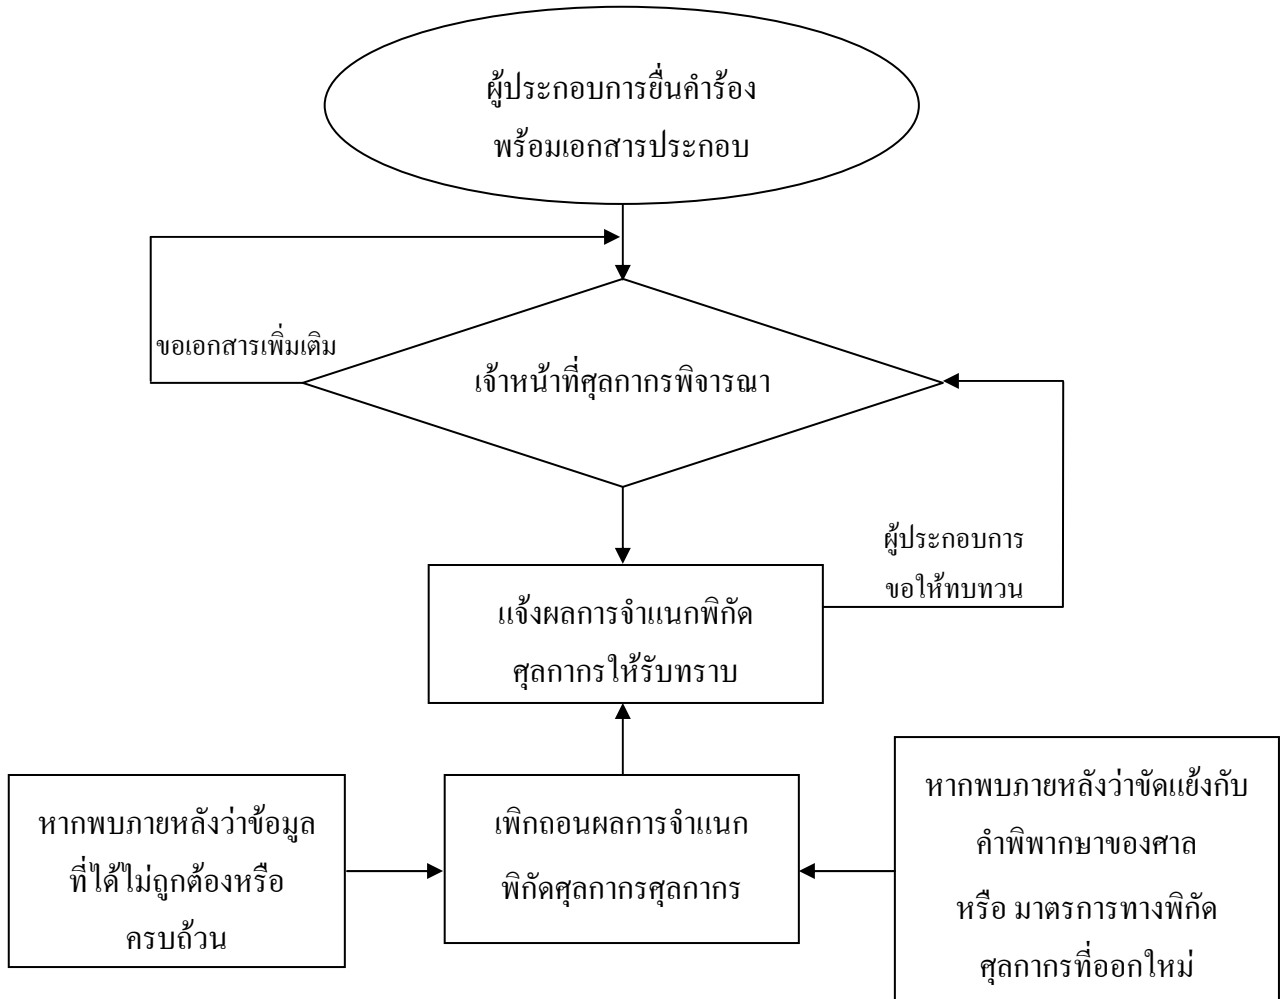 ผู้ประกอบการยื่นคำร้อง
พร้อมเอกสารประกอบ
ขอเอกสารเพิ่มเติม
เจ้าหน้าที่ศุลกากรพิจารณา
ผู้ประกอบการ
ขอให้ทบทวน
แจ้งผลการจำแนกพิกัด
ศุลกากรให้รับทราบ
หากพบภายหลังว่าข้อมูล
ที่ได้ไม่ถูกต้องหรือ
ครบถ้วน
เพิกถอนผลการจำแนก
พิกัดศุลกากรศุลกากร
หากพบภายหลังว่าขัดแย้งกับ
คำพิพากษาของศาล
หรือ มาตรการทางพิกัด
ศุลกากรที่ออกใหม่